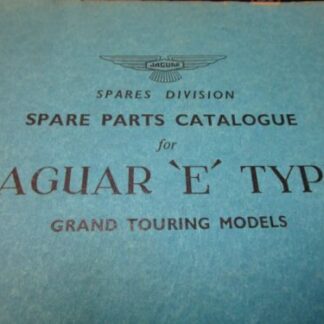 JAGUAR
SPARES DIVISION
SPARE PARTS CATALOGUE
for
AGUAR 'E' TYP
GRAND TOURING MODELS